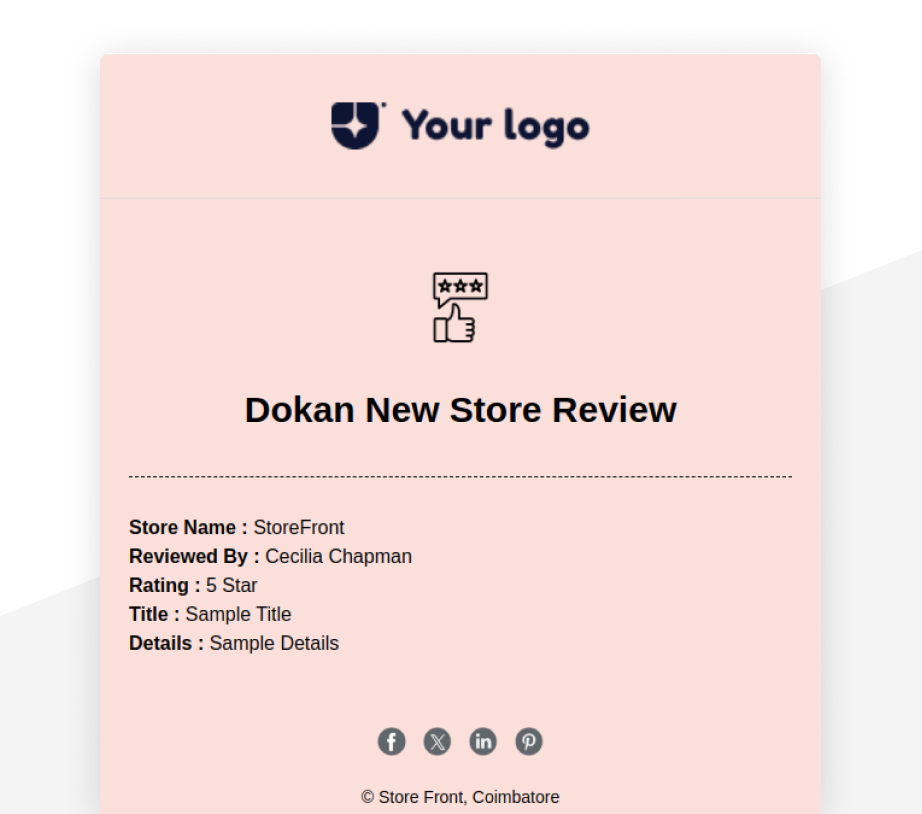 Your logo
Dokan New Store Review
Store Name : StoreFront
Reviewed By : Cecilia Chapman
Rating : 5 Star
Title : Sample Title
Details : Sample Details
© Store Front, Coimbatore